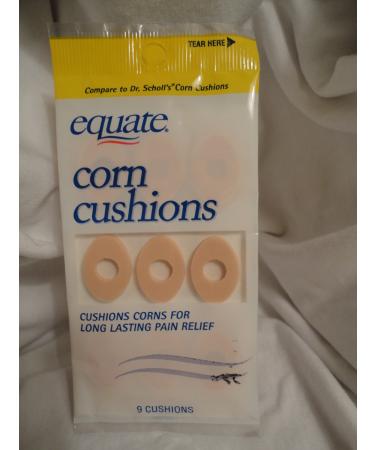 TEAR HERE
Compare to Dr. Scholl's® Corn Cushions
equate.
corn
cushions
CUSHIONS CORNS FOR
LONG LASTING PAIN RELIEF
9 CUSHIONS